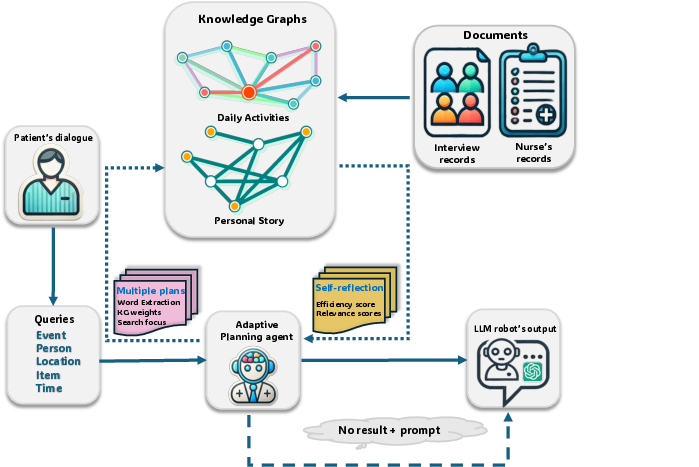 Knowledge Graphs
Daily Activities
Personal Story
Documents
Interview
records
Nurse's
records
Patient's dialogue
Queries
Event
Person
Location
Item
Time
Multiple plans
Word Extraction
KG weights
Search focus
Self-reflection
Efficiency score
Relevance scores
Adaptive
Planning agent
LLM robot's output
No result + prompt